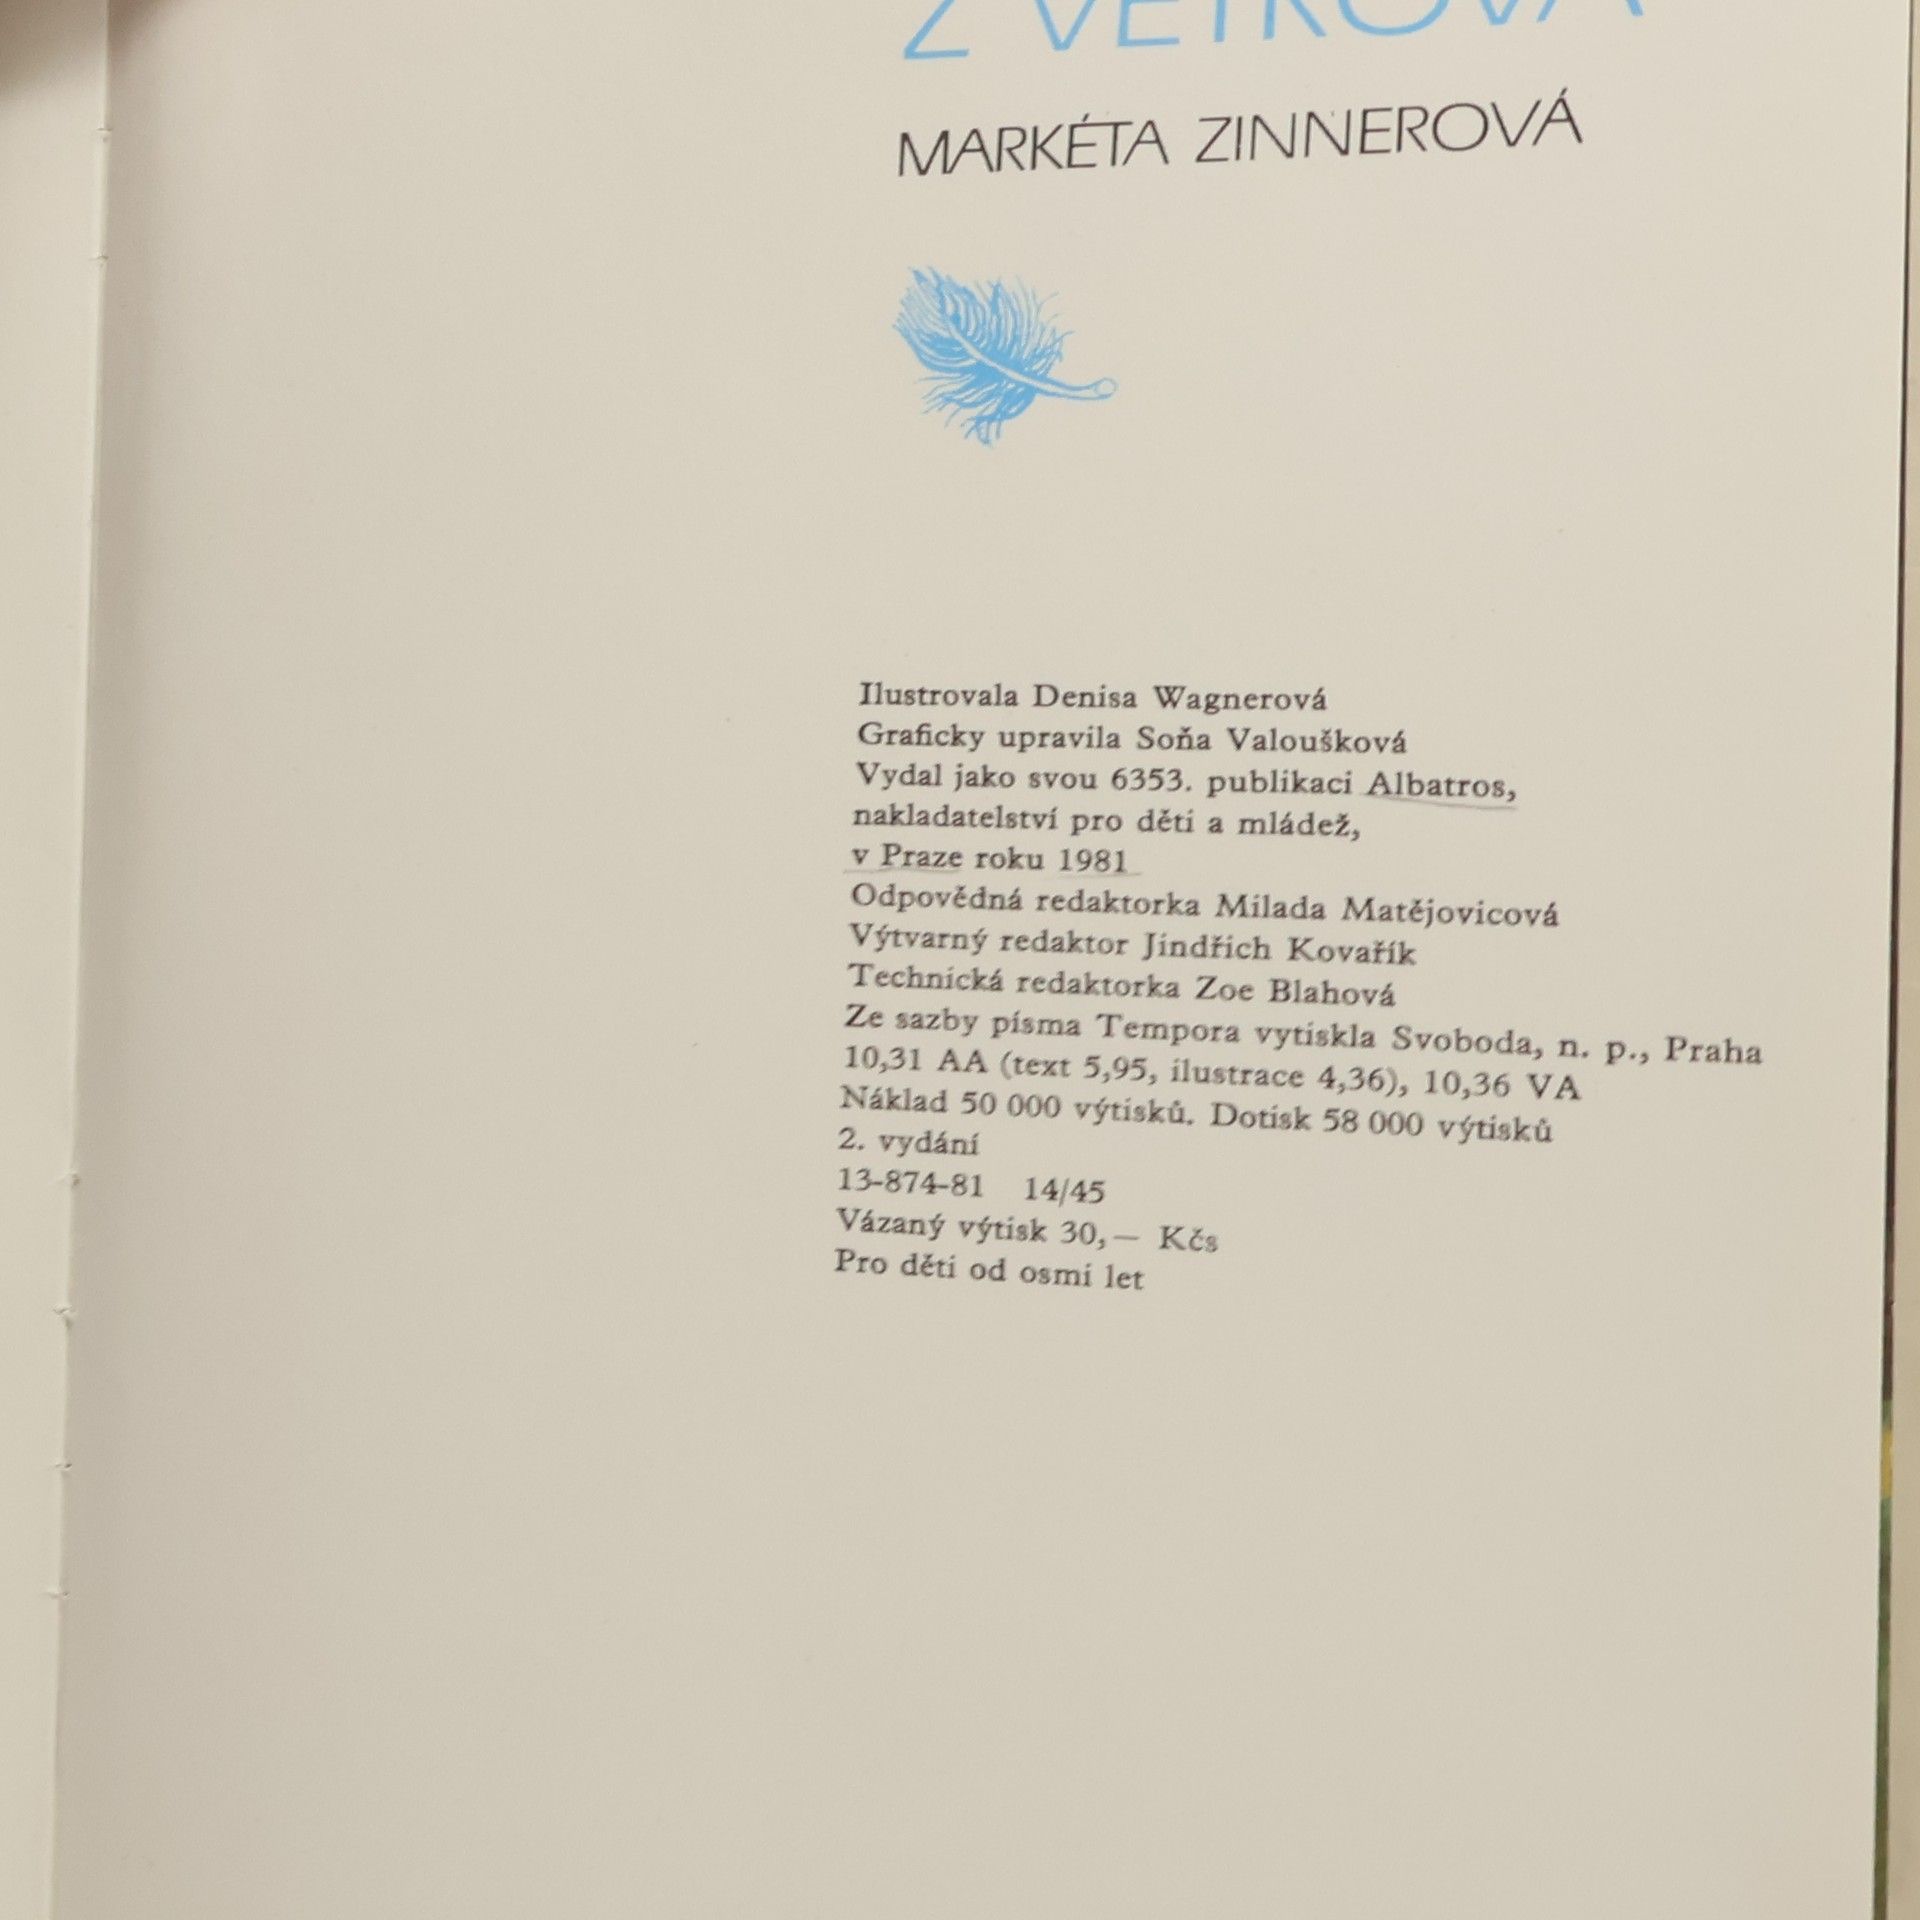 Z VĚTROVA
MARKÉTA ZINNEROVÁ
Ilustrovala Denisa Wagnerová
Graficky upravila Soňa Valoušková
Vydal jako svou 6353. publikaci Albatros,
nakladatelství pro děti a mládež,
v Praze roku 1981
Odpovědná redaktorka Milada Matějovicová
Výtvarný redaktor Jindřich Kovařík
Technická redaktorka Zoe Blahová
Ze sazby písma Tempora vytiskla Svoboda, n. p., Praha
10,31 AA (text 5,95, ilustrace 4,36), 10,36 VA
Náklad 50 000 výtisků. Dotisk 58 000 výtisků
2. vydání
13-874-81 14/45
Vázaný výtisk 30,— Kčs
Pro děti od osmi let